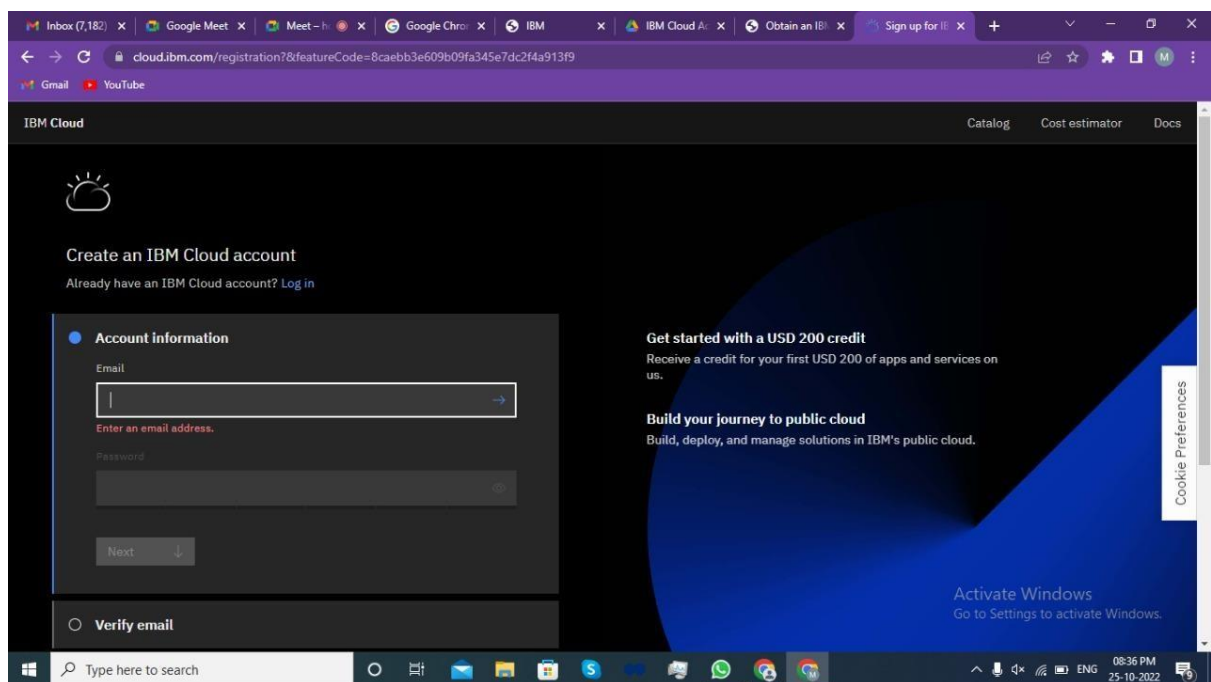 Inbox (7,182)
Google Meet
Meet – h
Google Chro
IBM
IBM Cloud Ac
Obtain an IB
Sign up for IB
cloud.ibm.com/registration?&featureCode=8caebb3e609b09fa345e7dc2f4a913f9
M
Gmail
YouTube
IBM Cloud
Catalog
Cost estimator
Docs
Create an IBM Cloud account
Already have an IBM Cloud account? Log in
Account information
Email
Enter an email address.
Password
Next
Verify email
Get started with a USD 200 credit
Receive a credit for your first USD 200 of apps and services on
us.
Build your journey to public cloud
Build, deploy, and manage solutions in IBM's public cloud.
Cookie Preferences
Activate Windows
Go to Settings to activate Windows.
Type here to search
ENG
08:36 PM
25-10-2022
9